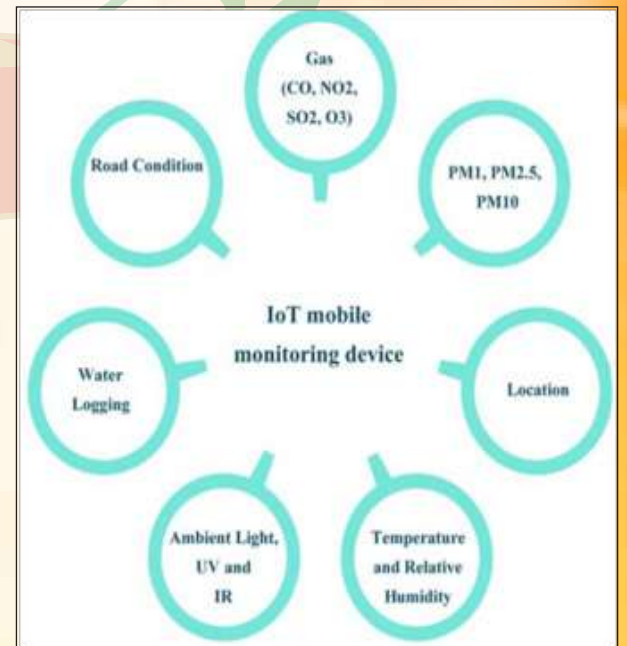 Gas
(CO, NO2,
SO2, O3)
Road Condition
PM1, PM2.5,
PM10
IoT mobile
monitoring device
Water
Logging
Location
Ambient Light,
UV and
IR
Temperature
and Relative
Humidity